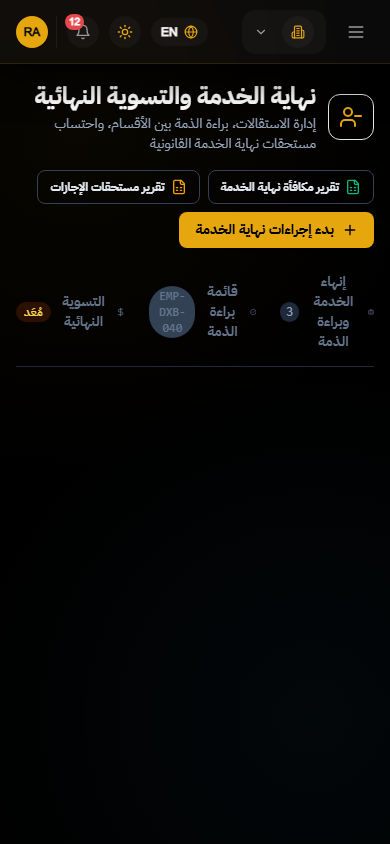 EN
12
RA
نهاية الخدمة والتسوية النهائية
إدارة الاستقالات، براءة الذمة بين الأقسام، واحتساب
مستحقات نهاية الخدمة القانونية
تقرير مكافأة نهاية الخدمة
تقرير مستحقات الإجازات
بدء إجراءات نهاية الخدمة
إنهاء
الخدمة
وبراءة
الذمة
3
قائمة
براءة
الذمة
EMP-
DXB-
040
التسوية
النهائية
مُعَد